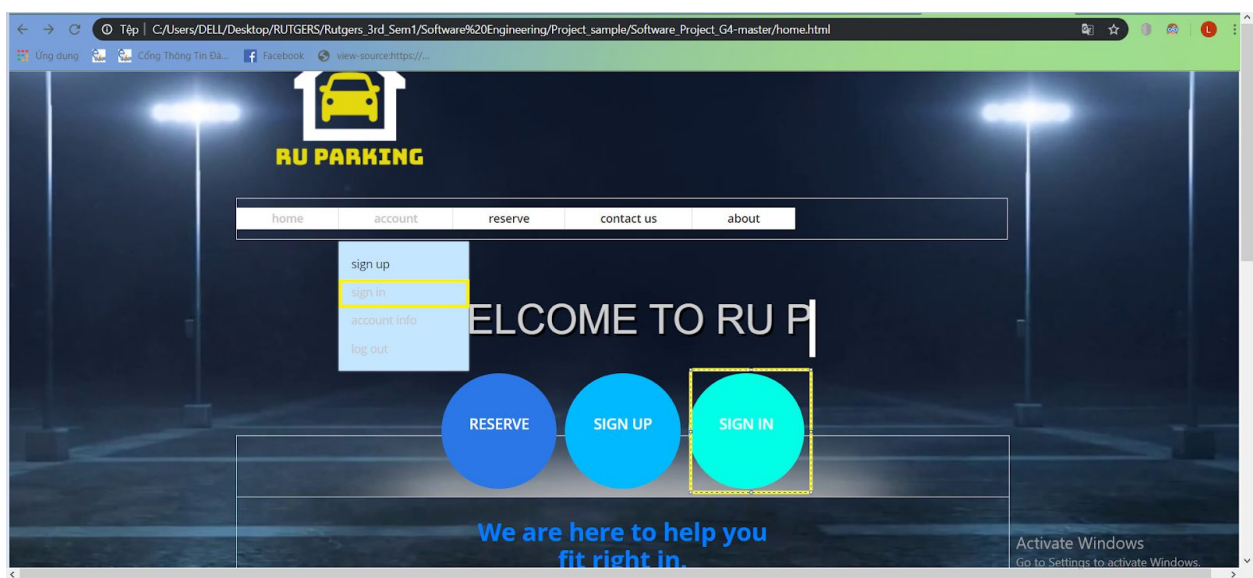 Tệp | C:/Users/DELL/Desktop/RUTGERS/Rutgers_3rd_Sem1/Software%20Engineering/Project_sample/Software_Project_G4-master/home.html
L
Ứng dụng Cổng Thông Tin Đà... Facebook view-source:https://...
RU PARKING
home account reserve contact us about
sign up
sign in
account info
log out
ELCOME TO RU P
RESERVE SIGN UP SIGN IN
We are here to help you
fit right in.
Activate Windows
Go to Settings to activate Windows.